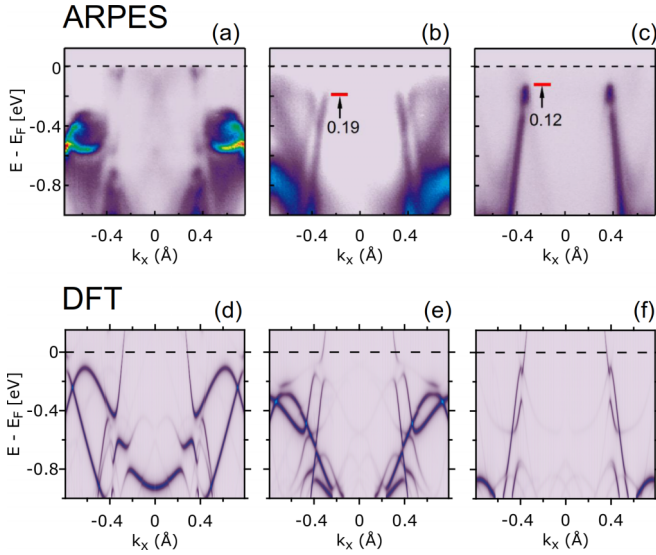 ARPES
(a) (b) (c)
E - E_F [eV]
0
-0.4
-0.8
0.19
0.12
-0.4 0 0.4
-0.4 0 0.4
-0.4 0 0.4
k_x (Å)
k_x (Å)
k_x (Å)
DFT
(d) (e) (f)
E - E_F [eV]
0
-0.4
-0.8
-0.4 0 0.4
-0.4 0 0.4
-0.4 0 0.4
k_x (Å)
k_x (Å)
k_x (Å)